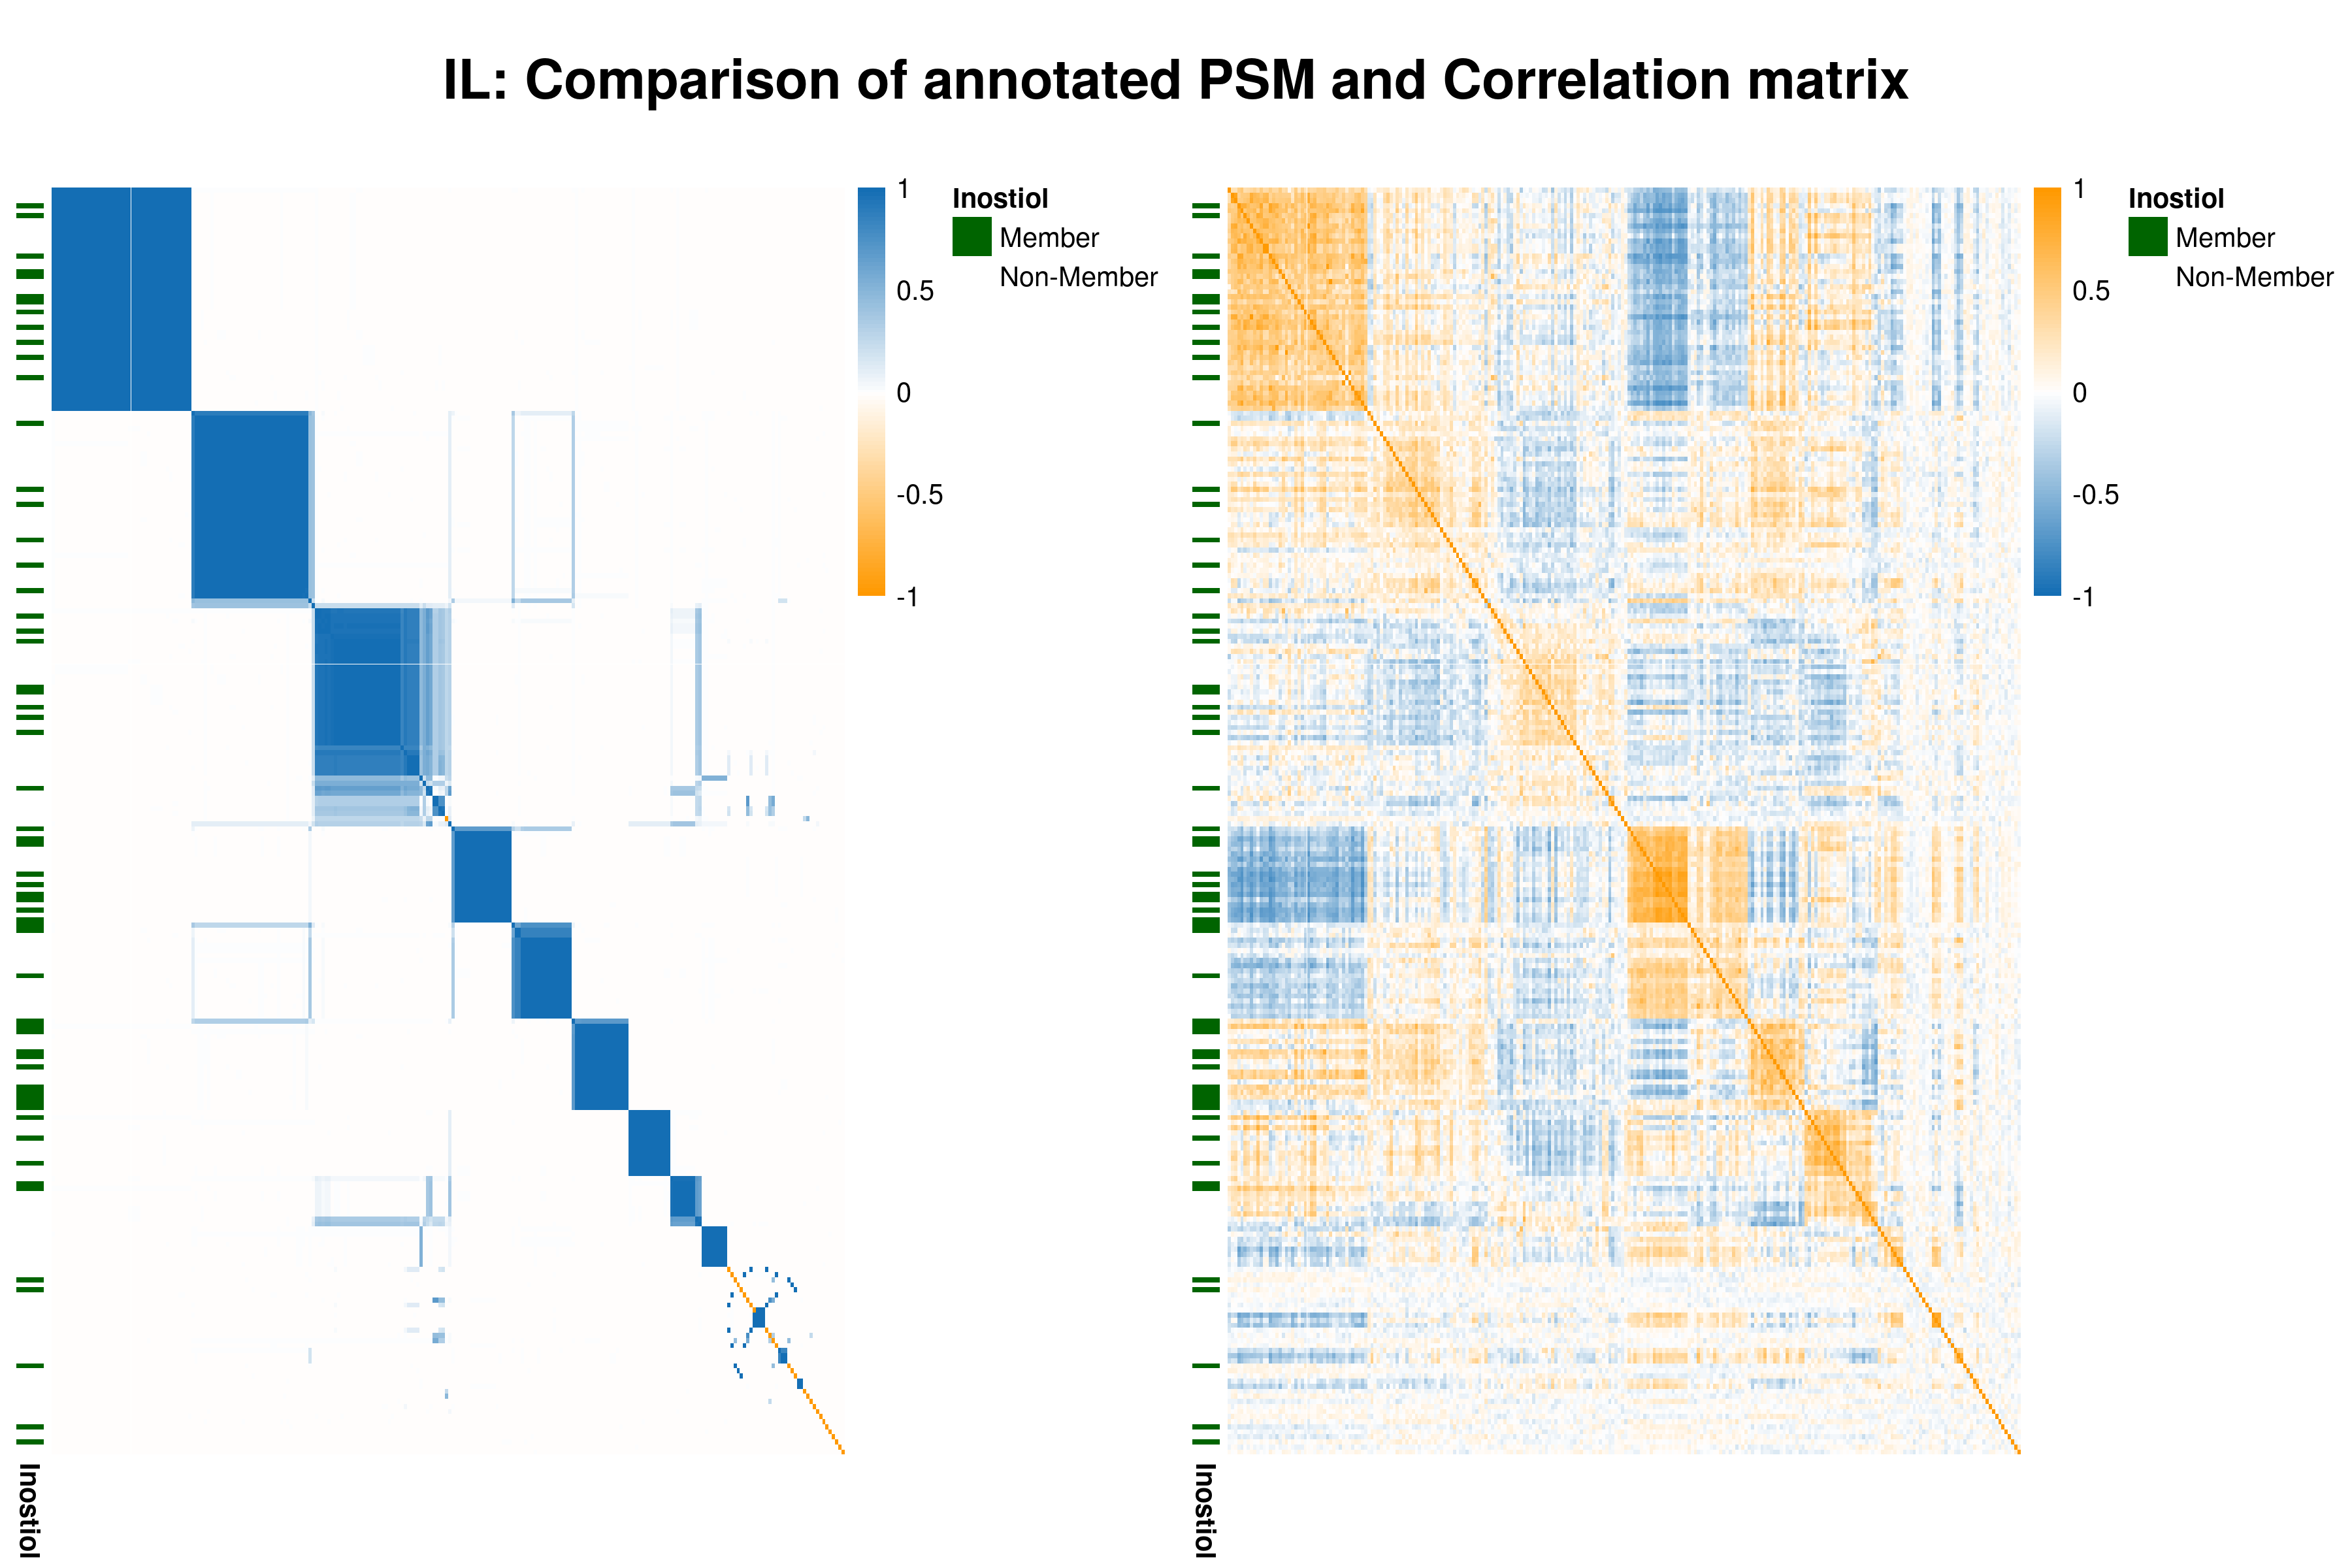 IL: Comparison of annotated PSM and Correlation matrix
1
0.5
0
-0.5
-1
Inostiol
Member
Non-Member
Inostiol
1
0.5
0
-0.5
-1
Inostiol
Member
Non-Member
Inostiol